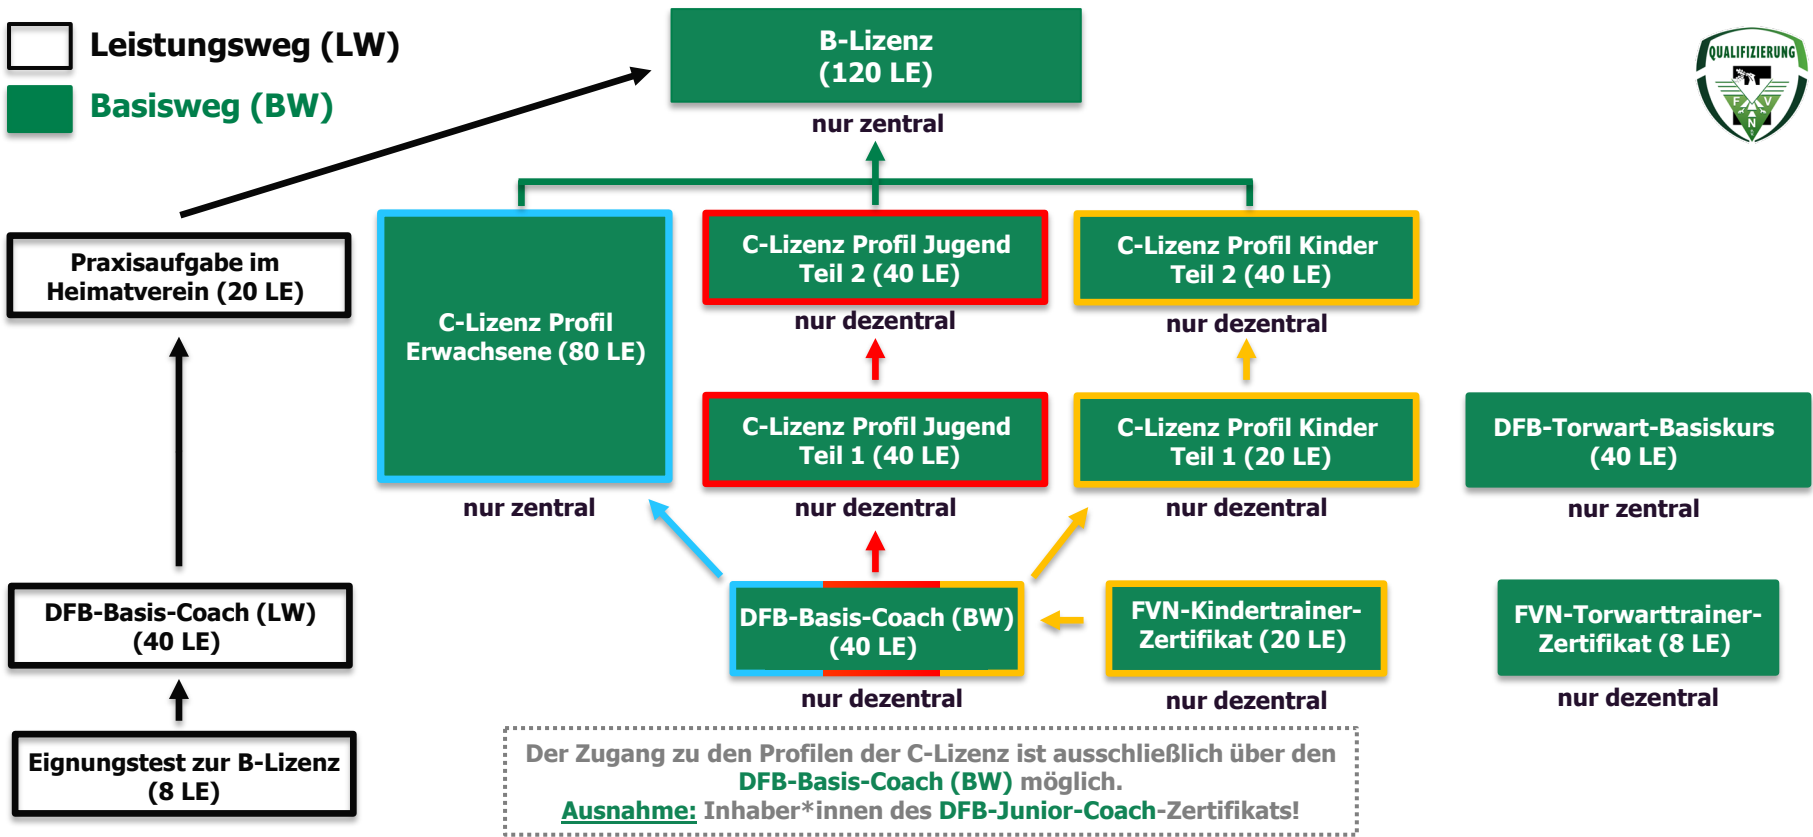 Leistungsweg (LW)
Basisweg (BW)
B-Lizenz
(120 LE)
nur zentral
QUALIFIZIERUNG
F V
N
Praxisaufgabe im
Heimatverein (20 LE)
DFB-Basis-Coach (LW)
(40 LE)
Eignungstest zur B-Lizenz
(8 LE)
C-Lizenz Profil
Erwachsene (80 LE)
nur zentral
C-Lizenz Profil Jugend
Teil 2 (40 LE)
nur dezentral
C-Lizenz Profil Jugend
Teil 1 (40 LE)
nur dezentral
C-Lizenz Profil Kinder
Teil 2 (40 LE)
nur dezentral
C-Lizenz Profil Kinder
Teil 1 (20 LE)
nur dezentral
DFB-Torwart-Basiskurs
(40 LE)
nur zentral
DFB-Basis-Coach (BW)
(40 LE)
nur dezentral
FVN-Kindertrainer-
Zertifikat (20 LE)
nur dezentral
FVN-Torwarttrainer-
Zertifikat (8 LE)
nur dezentral
Der Zugang zu den Profilen der C-Lizenz ist ausschließlich über den
DFB-Basis-Coach (BW) möglich.
Ausnahme: Inhaber*innen des DFB-Junior-Coach-Zertifikats!